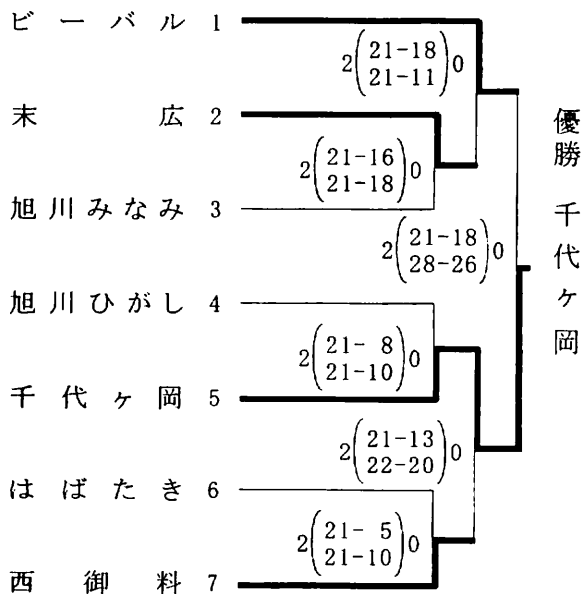 ビーバル 1
2(21-18 21-11)0
末広 2
2(21-16 21-18)0
旭川みなみ 3
2(21-18 28-26)0
旭川ひがし 4
2(21- 8 21-10)0
千代ヶ岡 5
2(21-13 22-20)0
はばたき 6
2(21- 5 21-10)0
西御料 7
優勝 千代ヶ岡